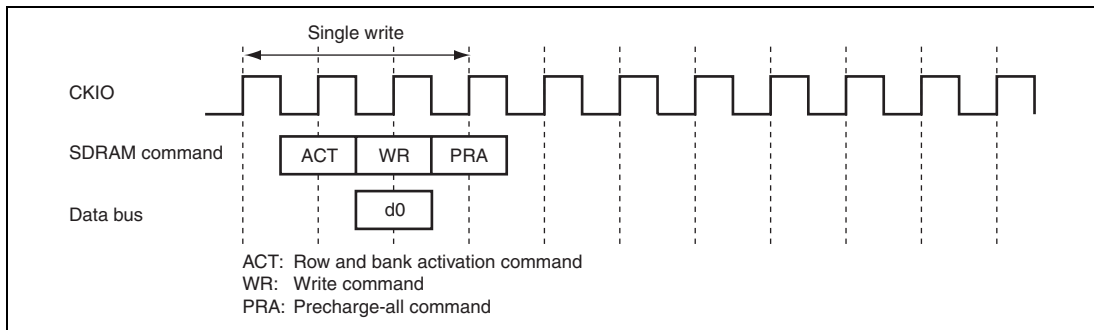 Single write
CKIO
SDRAM command
ACT WR PRA
Data bus
d0
ACT: Row and bank activation command
WR: Write command
PRA: Precharge-all command